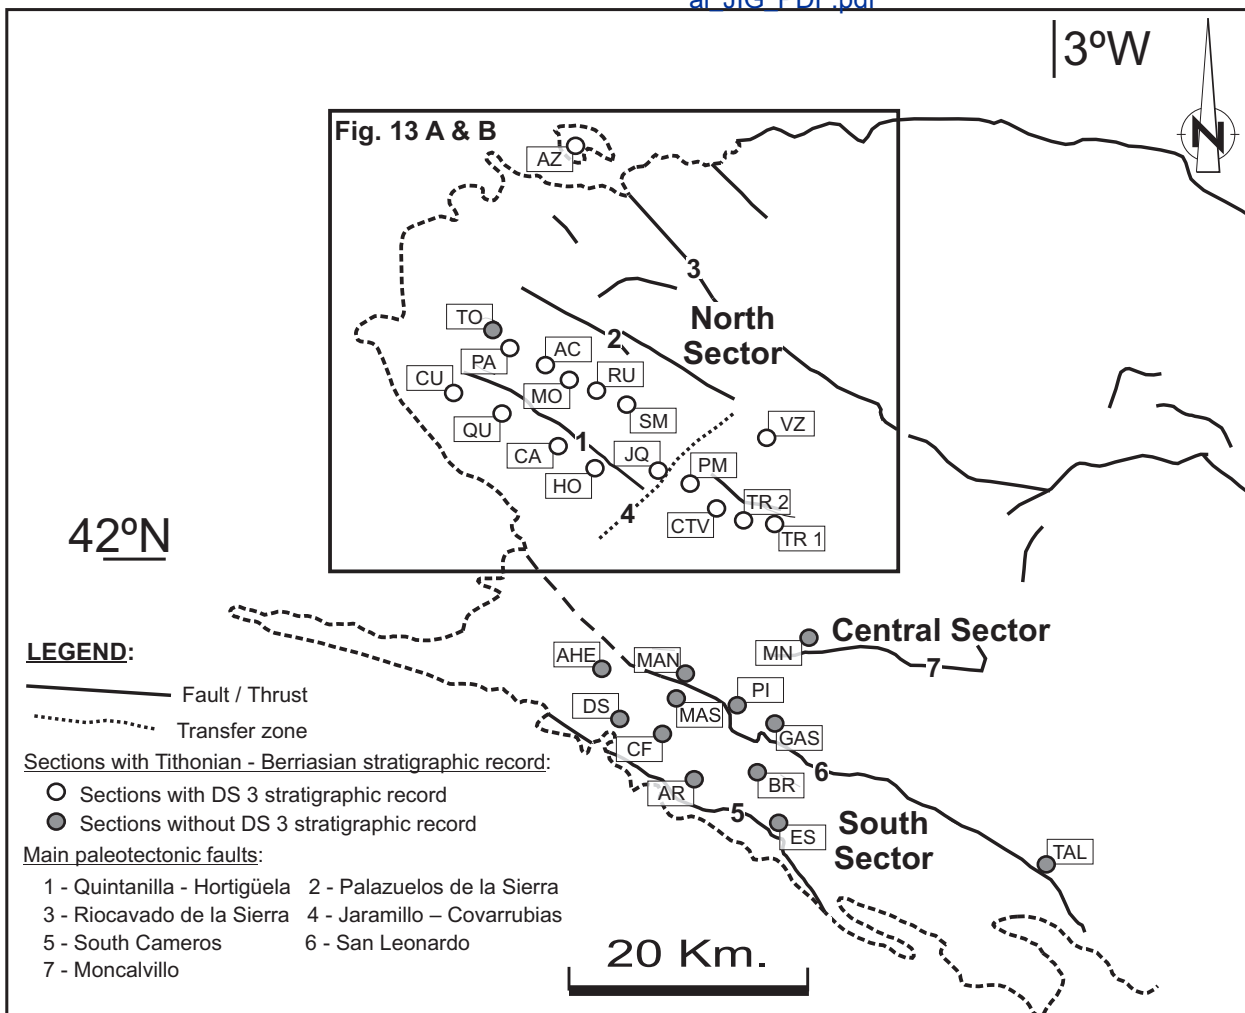 3ºW
N
Fig. 13 A & B
AZ
3
TO
North
Sector
2
PA
AC
CU
RU
MO
QU
SM
VZ
1
CA
JQ
HO
PM
4
TR 2
CTV
TR 1
42ºN
Central Sector
AHE
MAN
MN
7
PI
DS
MAS
CF
GAS
6
AR
BR
5
ES
South
Sector
TAL
LEGEND:
Fault / Thrust
Transfer zone
Sections with Tithonian - Berriasian stratigraphic record:
Sections with DS 3 stratigraphic record
Sections without DS 3 stratigraphic record
Main paleotectonic faults:
1 - Quintanilla - Hortigüela 2 - Palazuelos de la Sierra
3 - Riocavado de la Sierra 4 - Jaramillo – Covarrubias
5 - South Cameros 6 - San Leonardo
7 - Moncalvillo
20 Km.